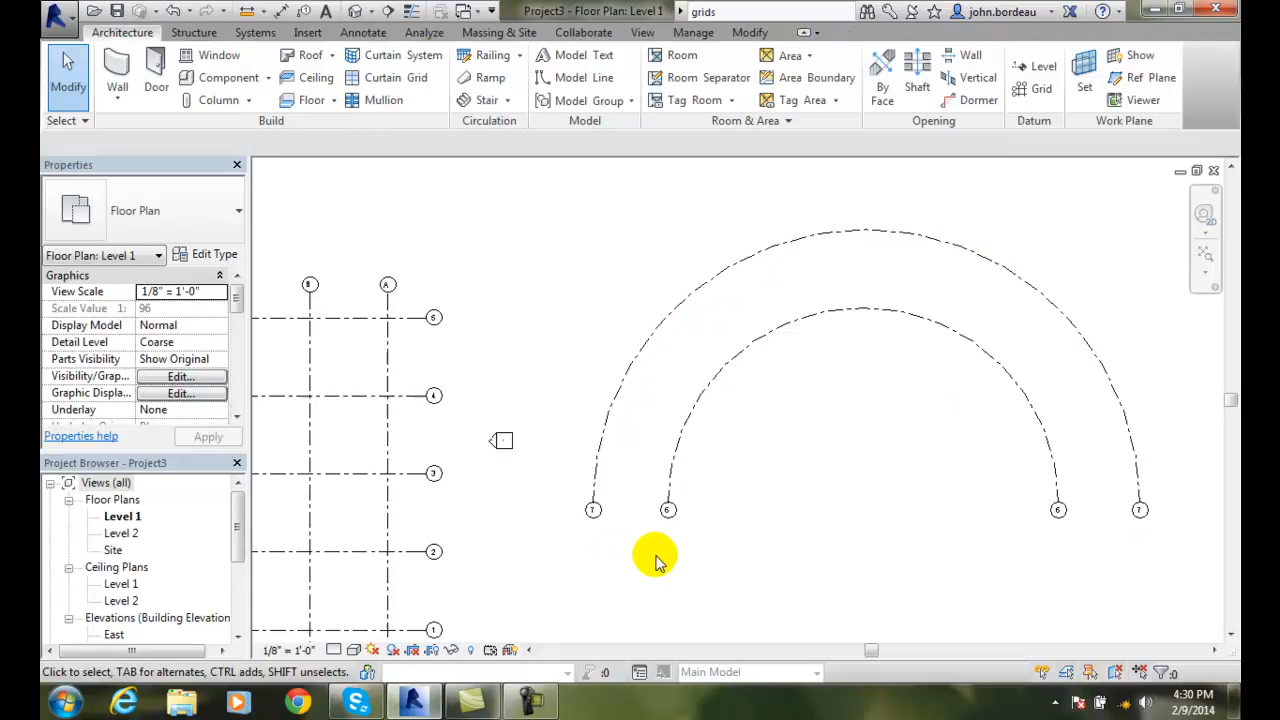 Project3 - Floor Plan: Level 1
grids
john.bordeau
Architecture Structure Systems Insert Annotate Analyze Massing & Site Collaborate View Manage Modify
Modify
Wall
Door
Window
Component
Column
Roof
Ceiling
Floor
Curtain System
Curtain Grid
Mullion
Railing
Ramp
Stair
Model Text
Model Line
Model Group
Room
Room Separator
Tag Room
Area
Area Boundary
Tag Area
By Face
Shaft
Wall
Vertical
Dormer
Level
Grid
Set
Show
Ref Plane
Viewer
Select Build Circulation Model Room & Area Opening Datum Work Plane
Properties
Floor Plan
Floor Plan: Level 1 Edit Type
Graphics
View Scale 1/8" = 1'-0"
Scale Value 1: 96
Display Model Normal
Detail Level Coarse
Parts Visibility Show Original
Visibility/Grap... Edit...
Graphic Displa... Edit...
Underlay None
Properties help Apply
Project Browser - Project3
Views (all)
Floor Plans
Level 1
Level 2
Site
Ceiling Plans
Level 1
Level 2
Elevations (Building Elevation
East
B A
5
4
3
2
1
7 6 6 7
2D
1/8" = 1'-0"
Click to select, TAB for alternates, CTRL adds, SHIFT unselects.
:0
Main Model
:0
4:30 PM
2/9/2014